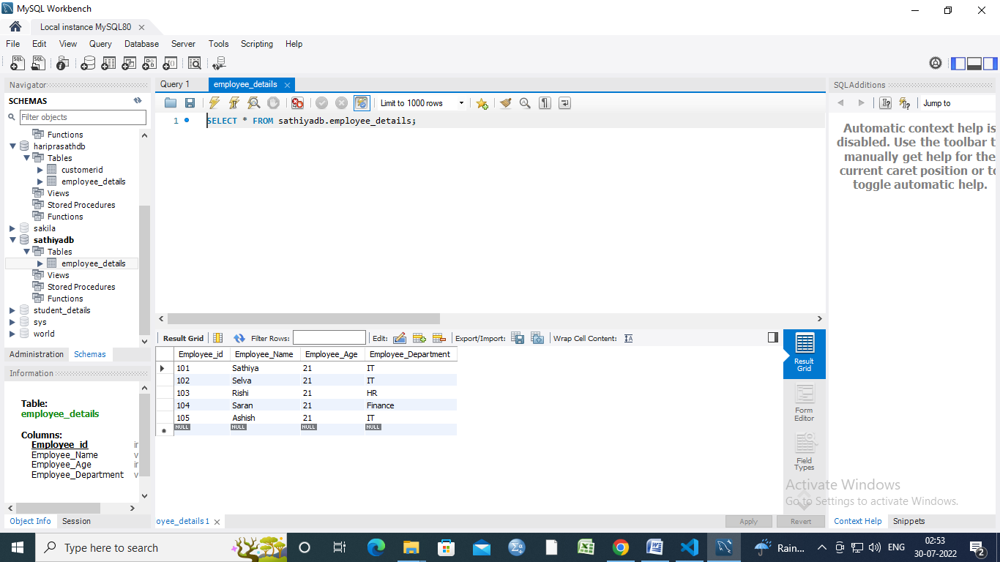 MySQL Workbench
Local instance MySQL80
File Edit View Query Database Server Tools Scripting Help
Navigator
SCHEMAS
Filter objects
Functions
hariprasathdb
Tables
customerid
employee_details
Views
Stored Procedures
Functions
sakila
sathiyadb
Tables
employee_details
Views
Stored Procedures
Functions
student_details
sys
world
Administration Schemas
Information
Table:
employee_details
Columns:
Employee_id in
Employee_Name v
Employee_Age in
Employee_Department v
Object Info Session
Query 1 employee_details
Limit to 1000 rows
1 SELECT * FROM sathiyadb.employee_details;
Result Grid Filter Rows: Edit: Export/Import: Wrap Cell Content:
Employee_id Employee_Name Employee_Age Employee_Department
101 Sathiya 21 IT
102 Selva 21 IT
103 Rishi 21 HR
104 Saran 21 Finance
105 Ashish 21 IT
NULL NULL NULL NULL
Result
Grid
Form
Editor
Field
Types
oyee_details 1
Apply Revert
SQLAdditions
Jump to
Automatic context help is
disabled. Use the toolbar t
manually get help for the
current caret position or to
toggle automatic help.
Activate Windows
Go to Settings to activate Windows.
Context Help Snippets
Type here to search
Rain... ENG
02:53
30-07-2022
2